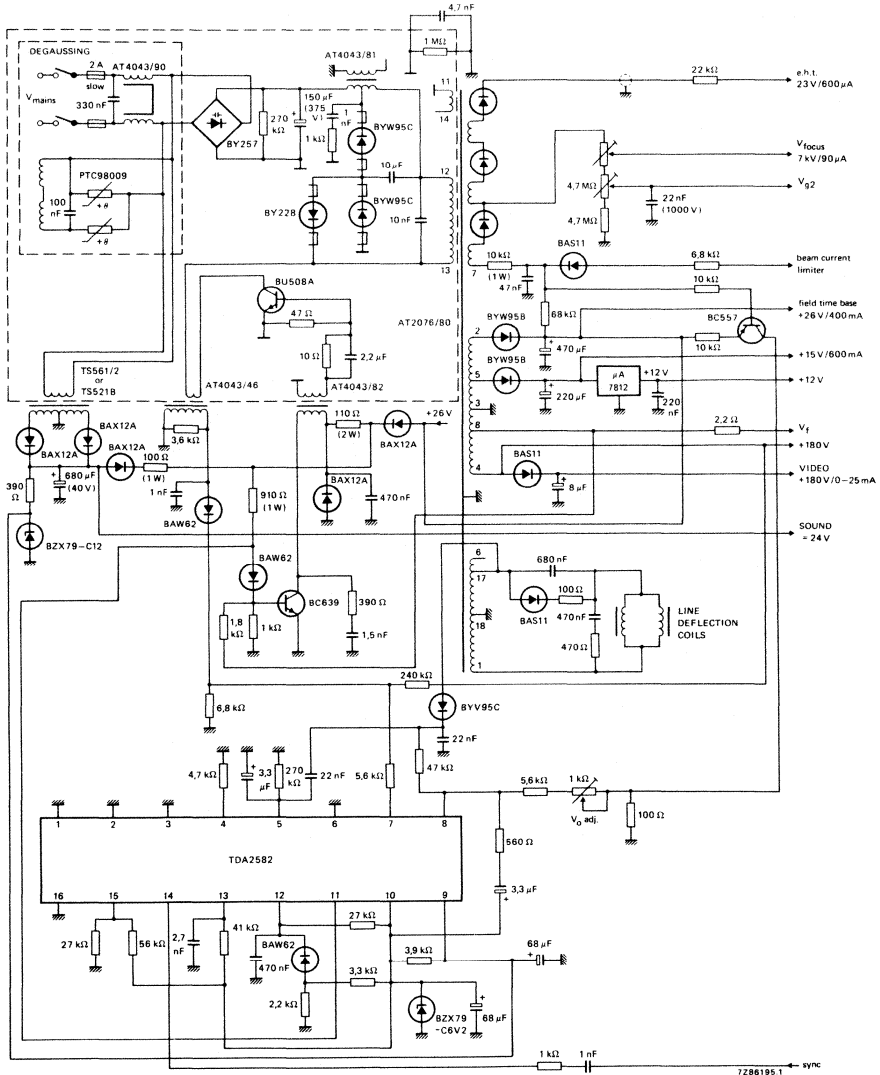 4,7 nF
1 MΩ
DEGAUSSING
2 A
slow
AT4043/90
AT4043/81
11
14
V mains
330 nF
BY257
270 kΩ
150 µF (375 V)
1 nF
1 kΩ
BYW95C
22 kΩ
e.h.t.
23 V/600 µA
V focus
7 kV/90 µA
4,7 MΩ
Vg2
22 nF (1000 V)
4,7 MΩ
PTC98009
100 nF
+θ
+θ
10 µF
12
BY228
BYW95C
10 nF
13
7
10 kΩ (1 W)
47 nF
BAS11
6,8 kΩ
beam current limiter
10 kΩ
BU508A
47 Ω
10 Ω
2,2 µF
AT2076/80
68 kΩ
BC557
field time base
+26 V/400 mA
2
BYW95B
470 µF
10 kΩ
TS561/2
or
TS521B
AT4043/46
AT4043/82
5
BYW95B
+15 V/600 mA
220 µF
µA
7812
+12 V
220 nF
+12 V
3
8
2,2 Ω
Vf
+180 V
BAX12A
BAX12A
BAX12A
3,6 kΩ
110 Ω (2 W)
+26 V
BAX12A
390 Ω
680 µF (40 V)
100 Ω (1 W)
1 nF
BAW62
910 Ω (1 W)
BAX12A
470 nF
4
BAS11
8 µF
VIDEO
+180 V/0–25 mA
BZX79–C12
SOUND
= 24 V
BAW62
BC639
1,8 kΩ
1 kΩ
390 Ω
1,5 nF
6
17
18
1
680 nF
BAS11
100 Ω
470 nF
470 Ω
LINE
DEFLECTION
COILS
6,8 kΩ
240 kΩ
BYV95C
22 nF
4,7 kΩ
3,3 µF
270 kΩ
22 nF
5,6 kΩ
47 kΩ
5,6 kΩ
1 kΩ
Vo adj.
100 Ω
1 2 3 4 5 6 7 8
TDA2582
560 Ω
3,3 µF
16 15 14 13 12 11 10 9
27 kΩ
56 kΩ
2,7 nF
41 kΩ
BAW62
470 nF
2,2 kΩ
27 kΩ
3,3 kΩ
3,9 kΩ
68 µF
BZX79
-C6V2
68 µF
1 kΩ
1 nF
sync
7Z86195.1